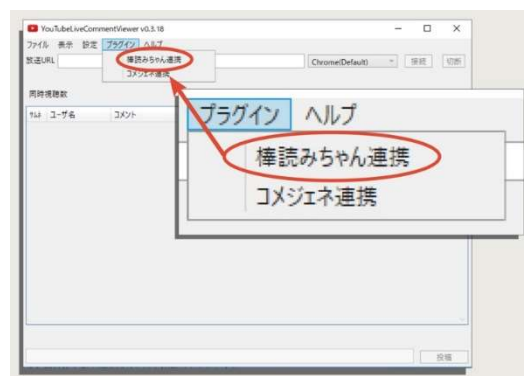 YouTubeLiveCommentViewer v0.3.18
ファイル 表示 設定 プラグイン ヘルプ
放送URL 棒読みちゃん連携 Chrome(Default) 接続 切断
コメジェネ連携
同時視聴数
サムネ ユーザ名 コメント
プラグイン ヘルプ
棒読みちゃん連携
コメジェネ連携
投稿